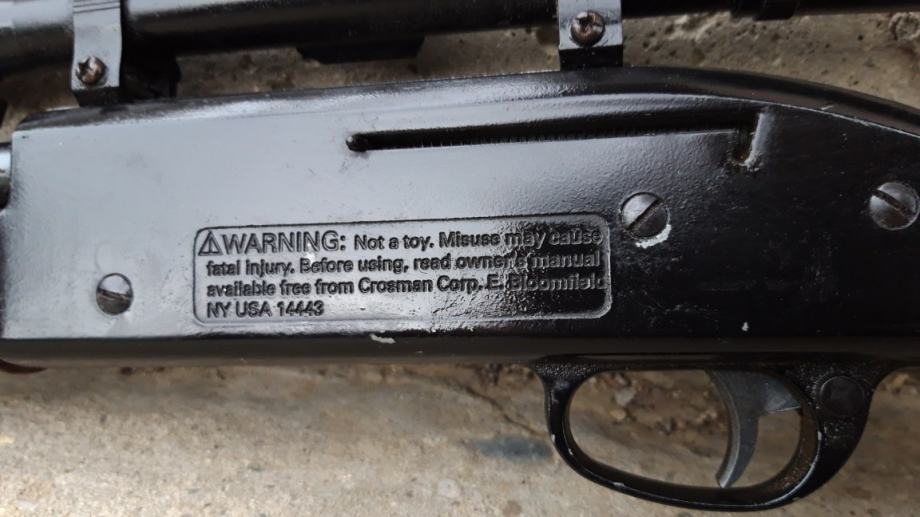 ⚠WARNING: Not a toy. Misuse may cause
fatal injury. Before using, read owner's manual
available free from Crosman Corp. E. Bloomfield
NY USA 14443